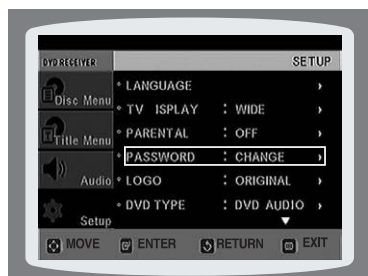 DVD RECEIVER SETUP
Disc Menu
Title Menu
Audio
Setup
LANGUAGE
TV ISPLAY : WIDE
PARENTAL : OFF
PASSWORD : CHANGE
LOGO : ORIGINAL
DVD TYPE : DVD AUDIO
MOVE ENTER RETURN EXIT